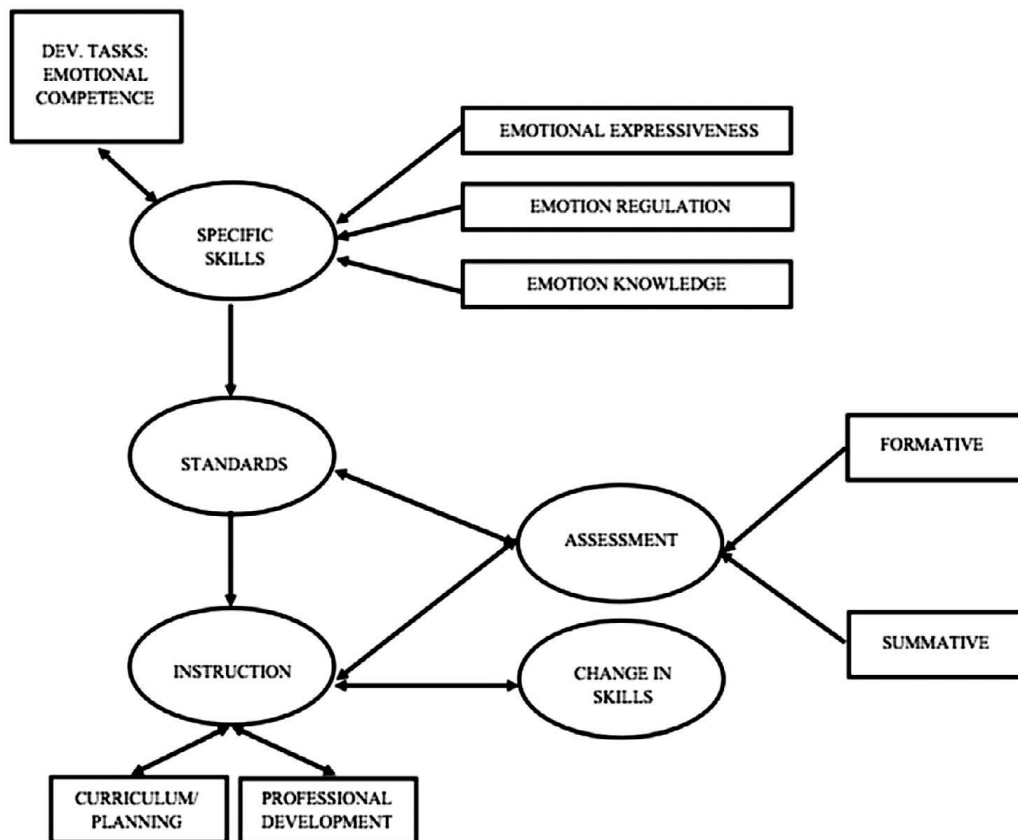 DEV. TASKS:
EMOTIONAL
COMPETENCE
EMOTIONAL EXPRESSIVENESS
EMOTION REGULATION
SPECIFIC
SKILLS
EMOTION KNOWLEDGE
STANDARDS
FORMATIVE
ASSESSMENT
SUMMATIVE
INSTRUCTION
CHANGE IN
SKILLS
CURRICULUM/
PLANNING
PROFESSIONAL
DEVELOPMENT